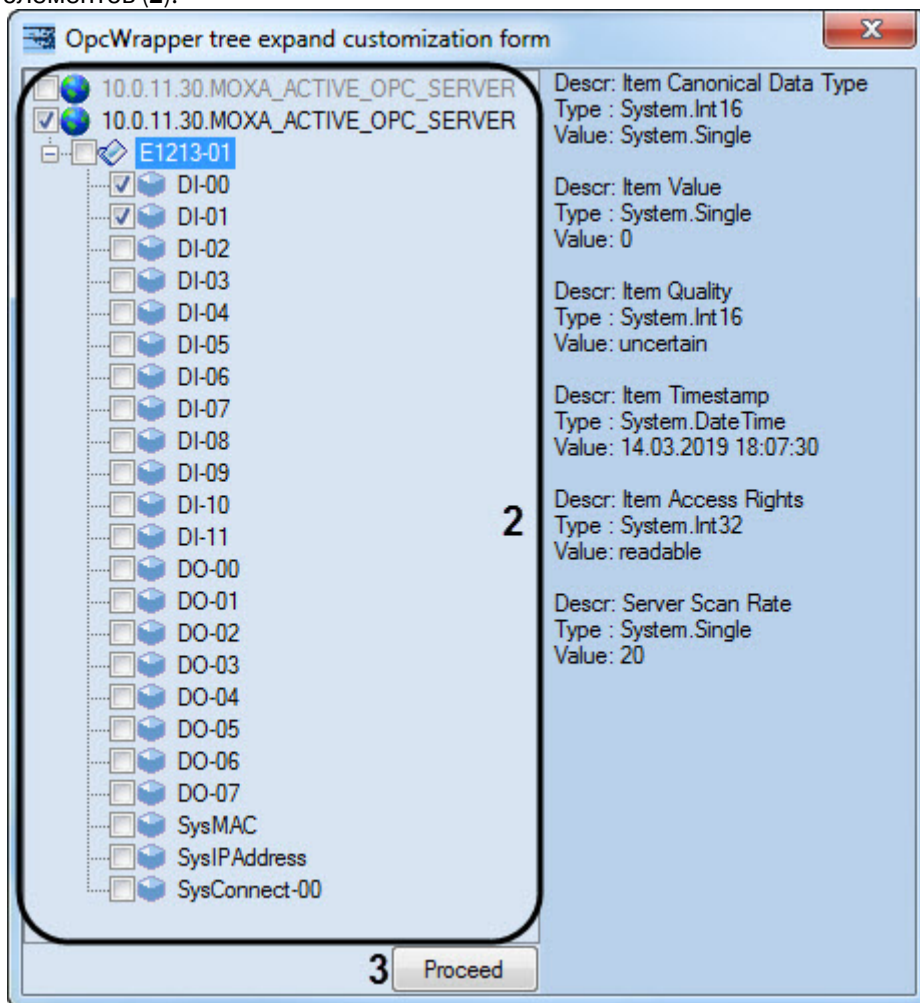 элементов (2).
OpcWrapper tree expand customization form
10.0.11.30.MOXA_ACTIVE_OPC_SERVER
10.0.11.30.MOXA_ACTIVE_OPC_SERVER
E1213-01
DI-00
DI-01
DI-02
DI-03
DI-04
DI-05
DI-06
DI-07
DI-08
DI-09
DI-10
DI-11
DO-00
DO-01
DO-02
DO-03
DO-04
DO-05
DO-06
DO-07
SysMAC
SysIPAddress
SysConnect-00
2
Descr: Item Canonical Data Type
Type : System.Int16
Value: System.Single
Descr: Item Value
Type : System.Single
Value: 0
Descr: Item Quality
Type : System.Int16
Value: uncertain
Descr: Item Timestamp
Type : System.DateTime
Value: 14.03.2019 18:07:30
Descr: Item Access Rights
Type : System.Int32
Value: readable
Descr: Server Scan Rate
Type : System.Single
Value: 20
3 Proceed